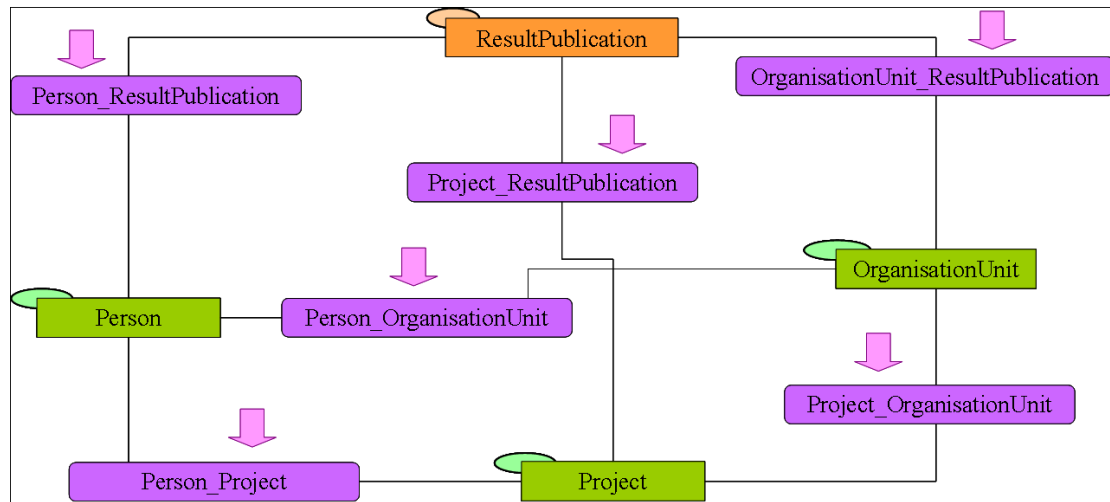 ResultPublication
Person_ResultPublication
OrganisationUnit_ResultPublication
Project_ResultPublication
OrganisationUnit
Person
Person_OrganisationUnit
Project_OrganisationUnit
Person_Project
Project